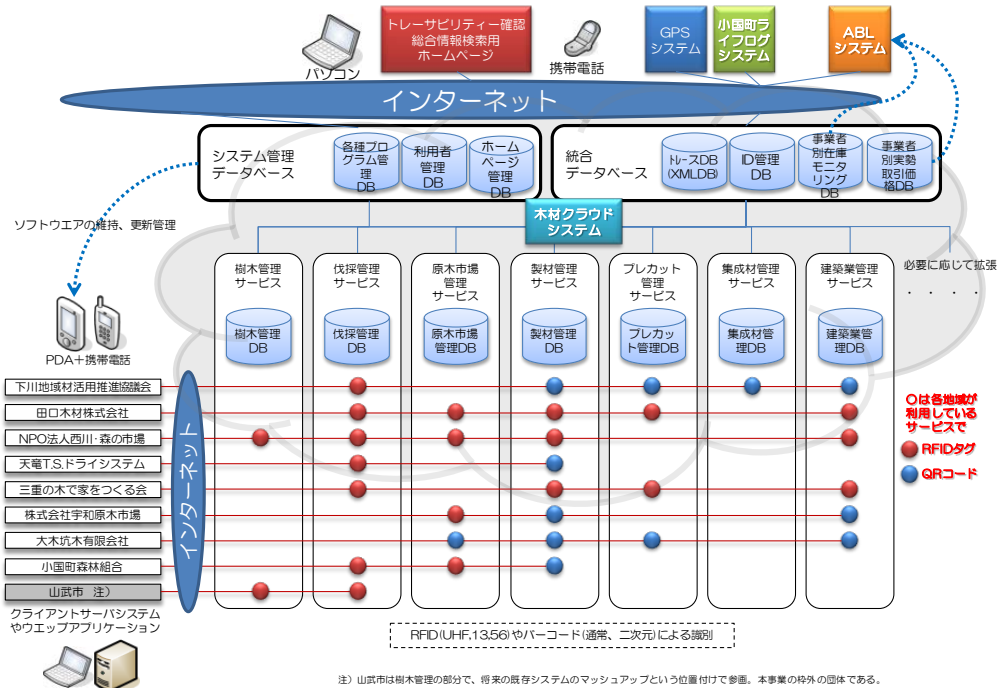 トレーサビリティー確認
総合情報検索用
ホームページ
GPS
システム
小国町ラ
イフログ
システム
ABL
システム
パソコン
携帯電話
インターネット
システム管理
データベース
各種プロ
グラム管
理
DB
利用者
管理
DB
ホーム
ページ
管理
DB
統合
データベース
トレースDB
(XMLDB)
ID管理
DB
事業者
別在庫
モニタ
リング
DB
事業者
別実勢
取引価
格DB
木材クラウド
システム
ソフトウエアの維持、更新管理
PDA+携帯電話
樹木管理
サービス
伐採管理
サービス
原木市場
管理
サービス
製材管理
サービス
プレカット
管理
サービス
集成材管理
サービス
建築業管理
サービス
必要に応じて拡張
・ ・ ・ ・
樹木管理
DB
伐採管理
DB
原木市場
管理DB
製材管理
DB
プレカッ
ト管理DB
集成材管
理DB
建築業管
理DB
下川地域材活用推進協議会
田口木材株式会社
NPO法人西川・森の市場
天竜T.S.ドライシステム
三重の木で家をつくる会
株式会社宇和原木市場
大木坑木有限会社
小国町森林組合
山武市 注)
インターネット
〇は各地域が
利用している
サービスで
RFIDタグ
QRコード
クライアントサーバシステム
やウエッブアプリケーション
RFID(UHF,13.56)やバーコード(通常、二次元)による識別
注)山武市は樹木管理の部分で、将来の既存システムのマッシュアップという位置付けで参画。本事業の枠外の団体である。